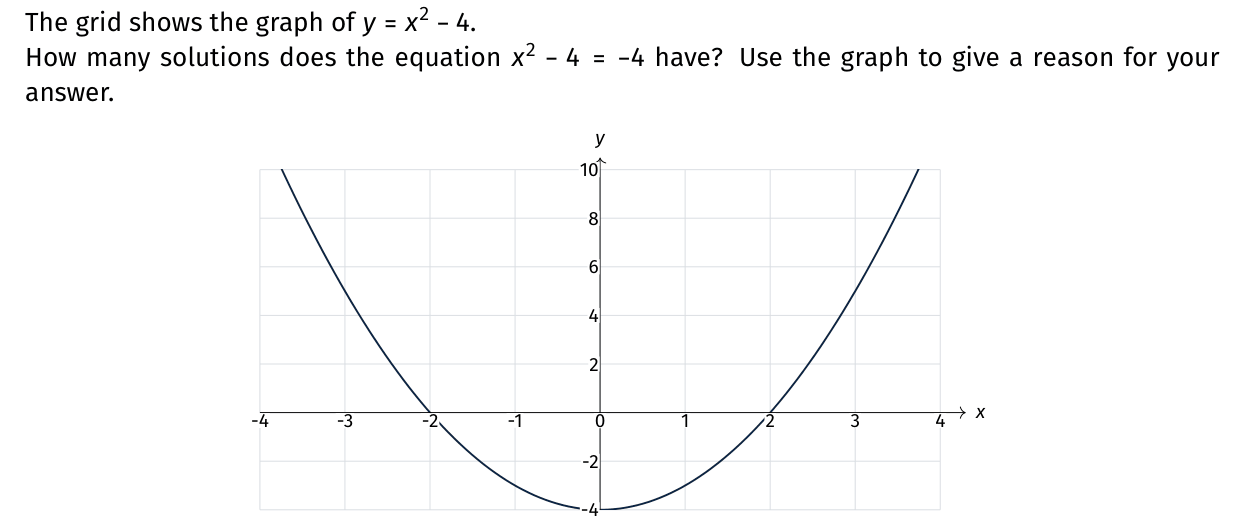 The grid shows the graph of y = x² – 4.
How many solutions does the equation x² – 4 = –4 have? Use the graph to give a reason for your
answer.
y
10
8
6
4
2
-4 -3 -2 -1 0 1 2 3 4 x
-2
-4